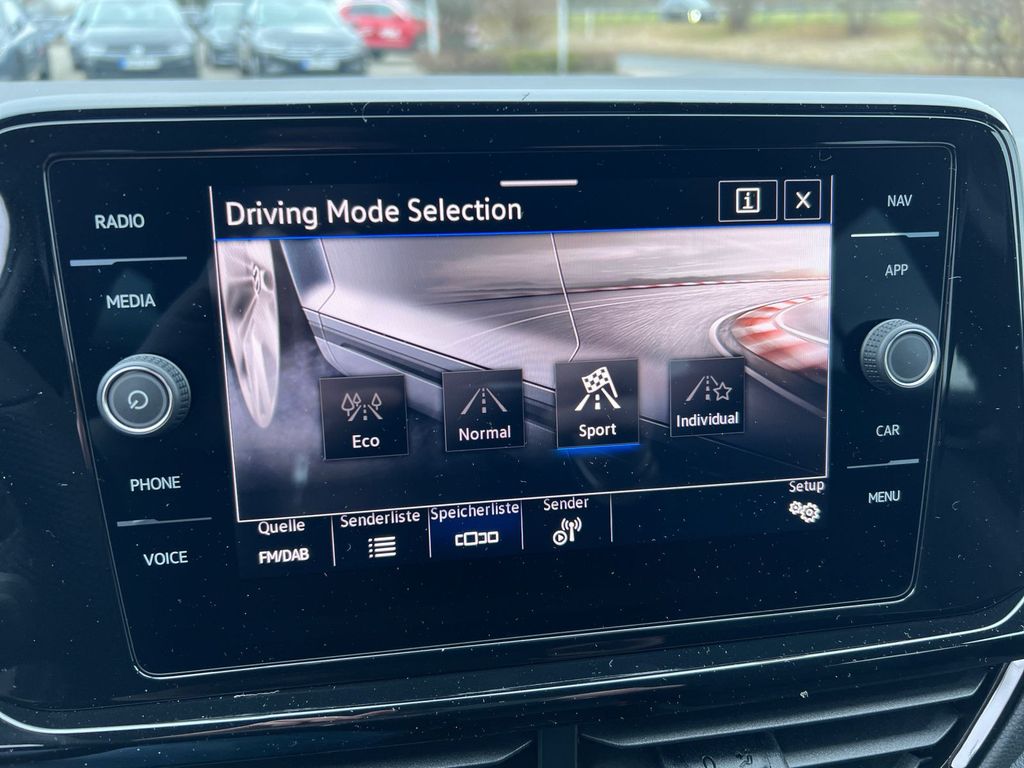 RADIO
MEDIA
PHONE
VOICE
Driving Mode Selection
i
X
Eco
Normal
Sport
Individual
Quelle
FM/DAB
Senderliste
Speicherliste
Sender
Setup
NAV
APP
CAR
MENU